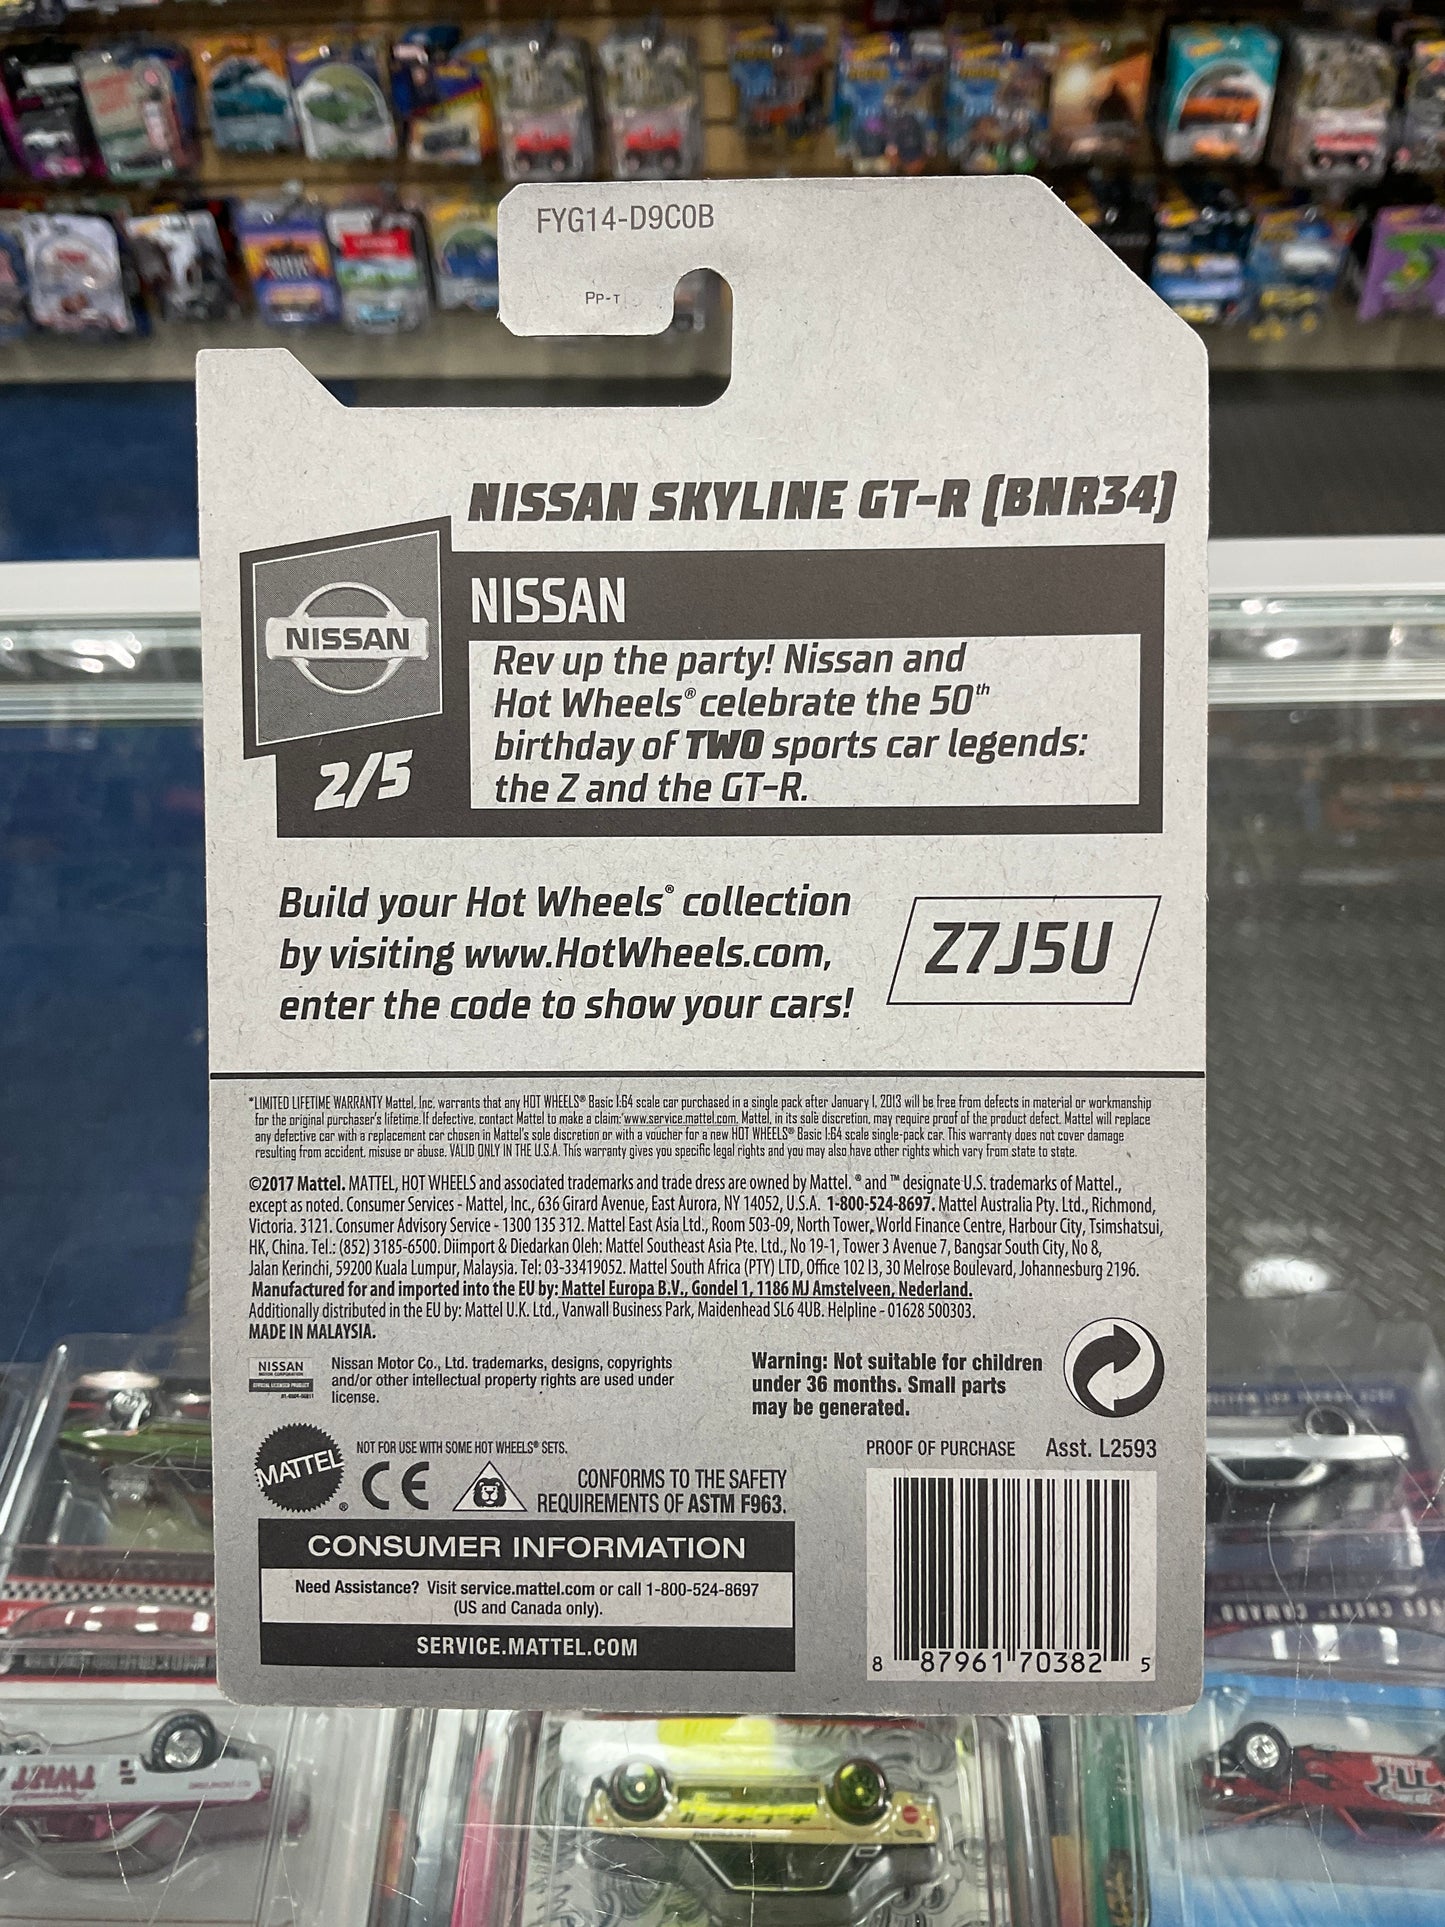 FYG14-D9C0B
PP-T
NISSAN SKYLINE GT-R (BNR34)
NISSAN
NISSAN
Rev up the party! Nissan and
Hot Wheels® celebrate the 50th
birthday of TWO sports car legends:
the Z and the GT-R.
2/5
Build your Hot Wheels® collection
by visiting www.HotWheels.com,
enter the code to show your cars!
Z7J5U
*LIMITED LIFETIME WARRANTY Mattel, Inc. warrants that any HOT WHEELS® Basic 1:64 scale car purchased in a single pack after January 1, 2013 will be free from defects in material or workmanship
for the original purchaser's lifetime. If defective, contact Mattel to make a claim: www.service.mattel.com. Mattel, in its sole discretion, may require proof of the product defect. Mattel will replace
any defective car with a replacement car chosen in Mattel's sole discretion or with a voucher for a new HOT WHEELS® Basic 1:64 scale single-pack car. This warranty does not cover damage
resulting from accident, misuse or abuse. VALID ONLY IN THE U.S.A. This warranty gives you specific legal rights and you may also have other rights which vary from state to state.
©2017 Mattel. MATTEL, HOT WHEELS and associated trademarks and trade dress are owned by Mattel. ® and ™ designate U.S. trademarks of Mattel.,
except as noted. Consumer Services - Mattel, Inc., 636 Girard Avenue, East Aurora, NY 14052, U.S.A. 1-800-524-8697. Mattel Australia Pty. Ltd., Richmond,
Victoria. 3121. Consumer Advisory Service - 1300 135 312. Mattel East Asia Ltd., Room 503-09, North Tower, World Finance Centre, Harbour City, Tsimshatsui,
HK, China. Tel.: (852) 3185-6500. Diimport & Diedarkan Oleh: Mattel Southeast Asia Pte. Ltd., No 19-1, Tower 3 Avenue 7, Bangsar South City, No 8,
Jalan Kerinchi, 59200 Kuala Lumpur, Malaysia. Tel: 03-33419052. Mattel South Africa (PTY) LTD, Office 102 I3, 30 Melrose Boulevard, Johannesburg 2196.
Manufactured for and imported into the EU by: Mattel Europa B.V., Gondel 1, 1186 MJ Amstelveen, Nederland.
Additionally distributed in the EU by: Mattel U.K. Ltd., Vanwall Business Park, Maidenhead SL6 4UB. Helpline - 01628 500303.
MADE IN MALAYSIA.
NISSAN
MOTOR CORPORATION
OFFICIAL LICENSED PRODUCT
Nissan Motor Co., Ltd. trademarks, designs, copyrights
and/or other intellectual property rights are used under
license.
Warning: Not suitable for children
under 36 months. Small parts
may be generated.
MATTEL®
NOT FOR USE WITH SOME HOT WHEELS® SETS.
CE
CONFORMS TO THE SAFETY
REQUIREMENTS OF ASTM F963.
PROOF OF PURCHASE Asst. L2593
CONSUMER INFORMATION
Need Assistance? Visit service.mattel.com or call 1-800-524-8697
(US and Canada only).
SERVICE.MATTEL.COM
8 87961 70382 5